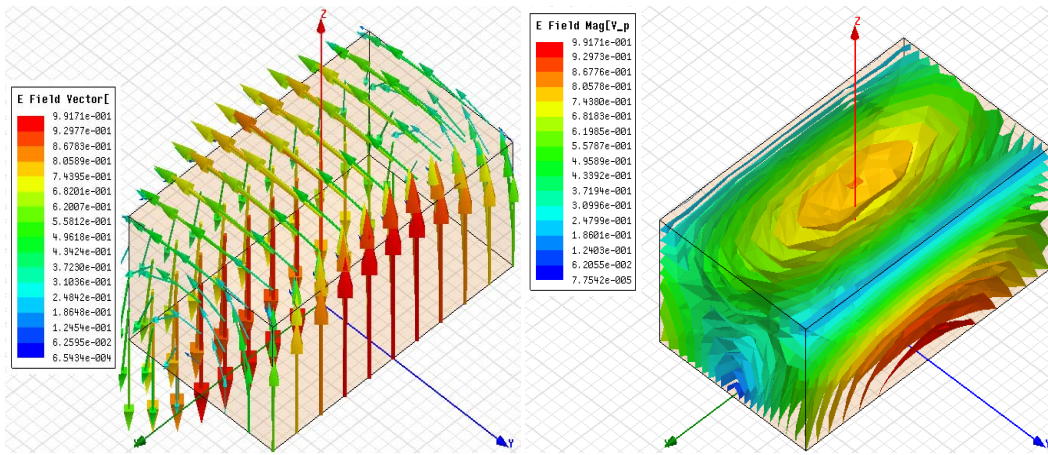 E Field Vector[
9.9171e-001
9.2977e-001
8.6783e-001
8.0589e-001
7.4395e-001
6.8201e-001
6.2007e-001
5.5812e-001
4.9618e-001
4.3424e-001
3.7230e-001
3.1036e-001
2.4842e-001
1.8648e-001
1.2454e-001
6.2595e-002
6.5434e-004
Z
Y
E Field Mag[Y_p
9.9171e-001
9.2973e-001
8.6776e-001
8.0578e-001
7.4380e-001
6.8183e-001
6.1985e-001
5.5787e-001
4.9589e-001
4.3392e-001
3.7194e-001
3.0996e-001
2.4799e-001
1.8601e-001
1.2403e-001
6.2055e-002
7.7542e-005
Z
Y